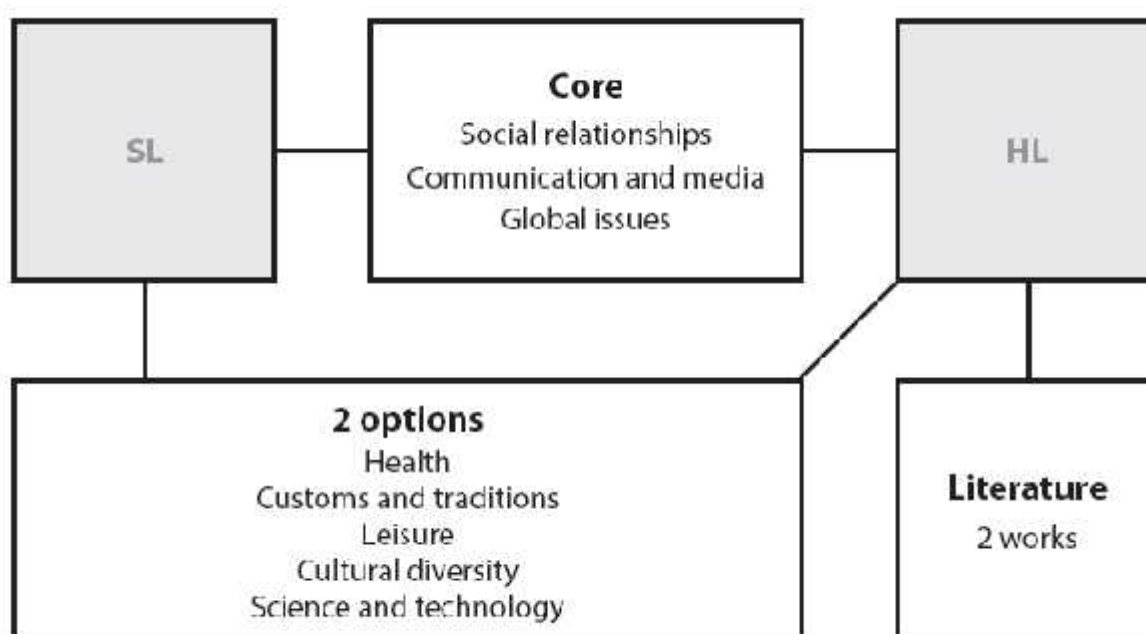 SL
Core
Social relationships
Communication and media
Global issues
HL
2 options
Health
Customs and traditions
Leisure
Cultural diversity
Science and technology
Literature
2 works